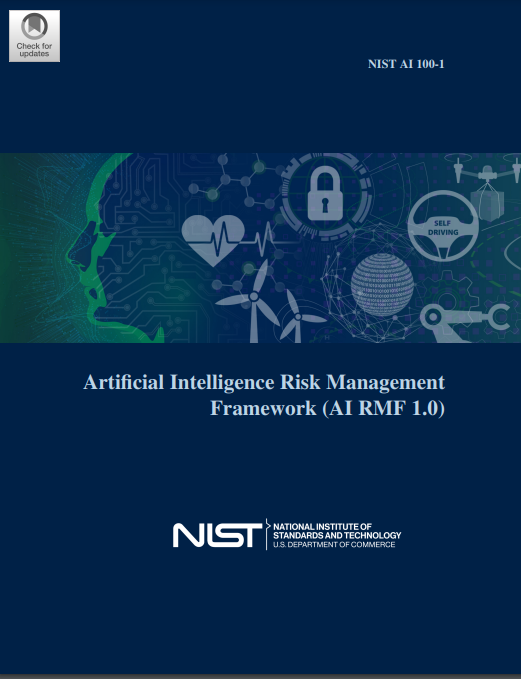 Check for
updates
NIST AI 100-1
SELF
DRIVING
Artificial Intelligence Risk Management
Framework (AI RMF 1.0)
NIST
NATIONAL INSTITUTE OF
STANDARDS AND TECHNOLOGY
U.S. DEPARTMENT OF COMMERCE